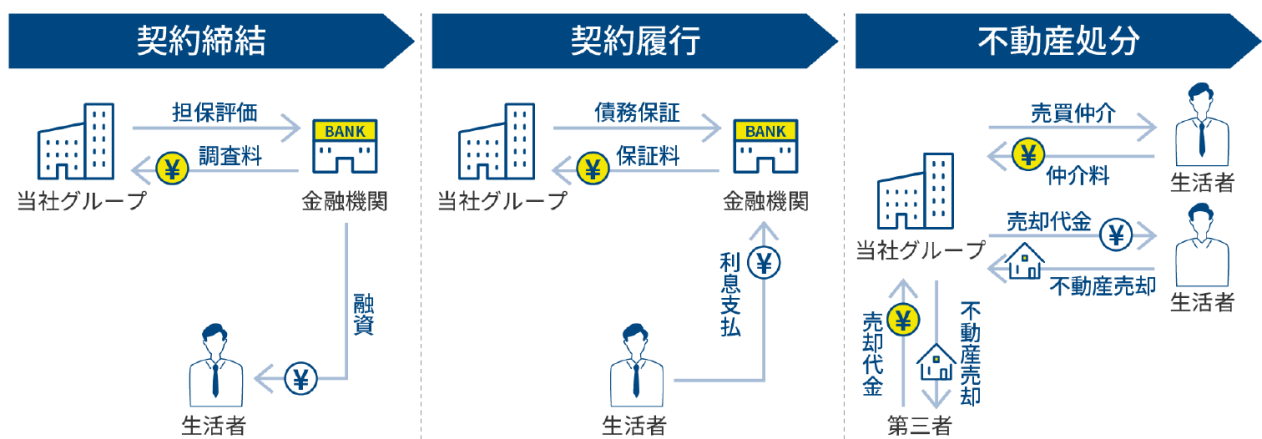 契約締結
担保評価
BANK
¥ 調査料
当社グループ
金融機関
融資
¥
生活者
契約履行
債務保証
BANK
¥ 保証料
当社グループ
金融機関
利息支払
¥
生活者
不動産処分
売買仲介
¥
仲介料
生活者
当社グループ
売却代金 ¥
不動産売却
生活者
売却代金
¥
不動産売却
第三者